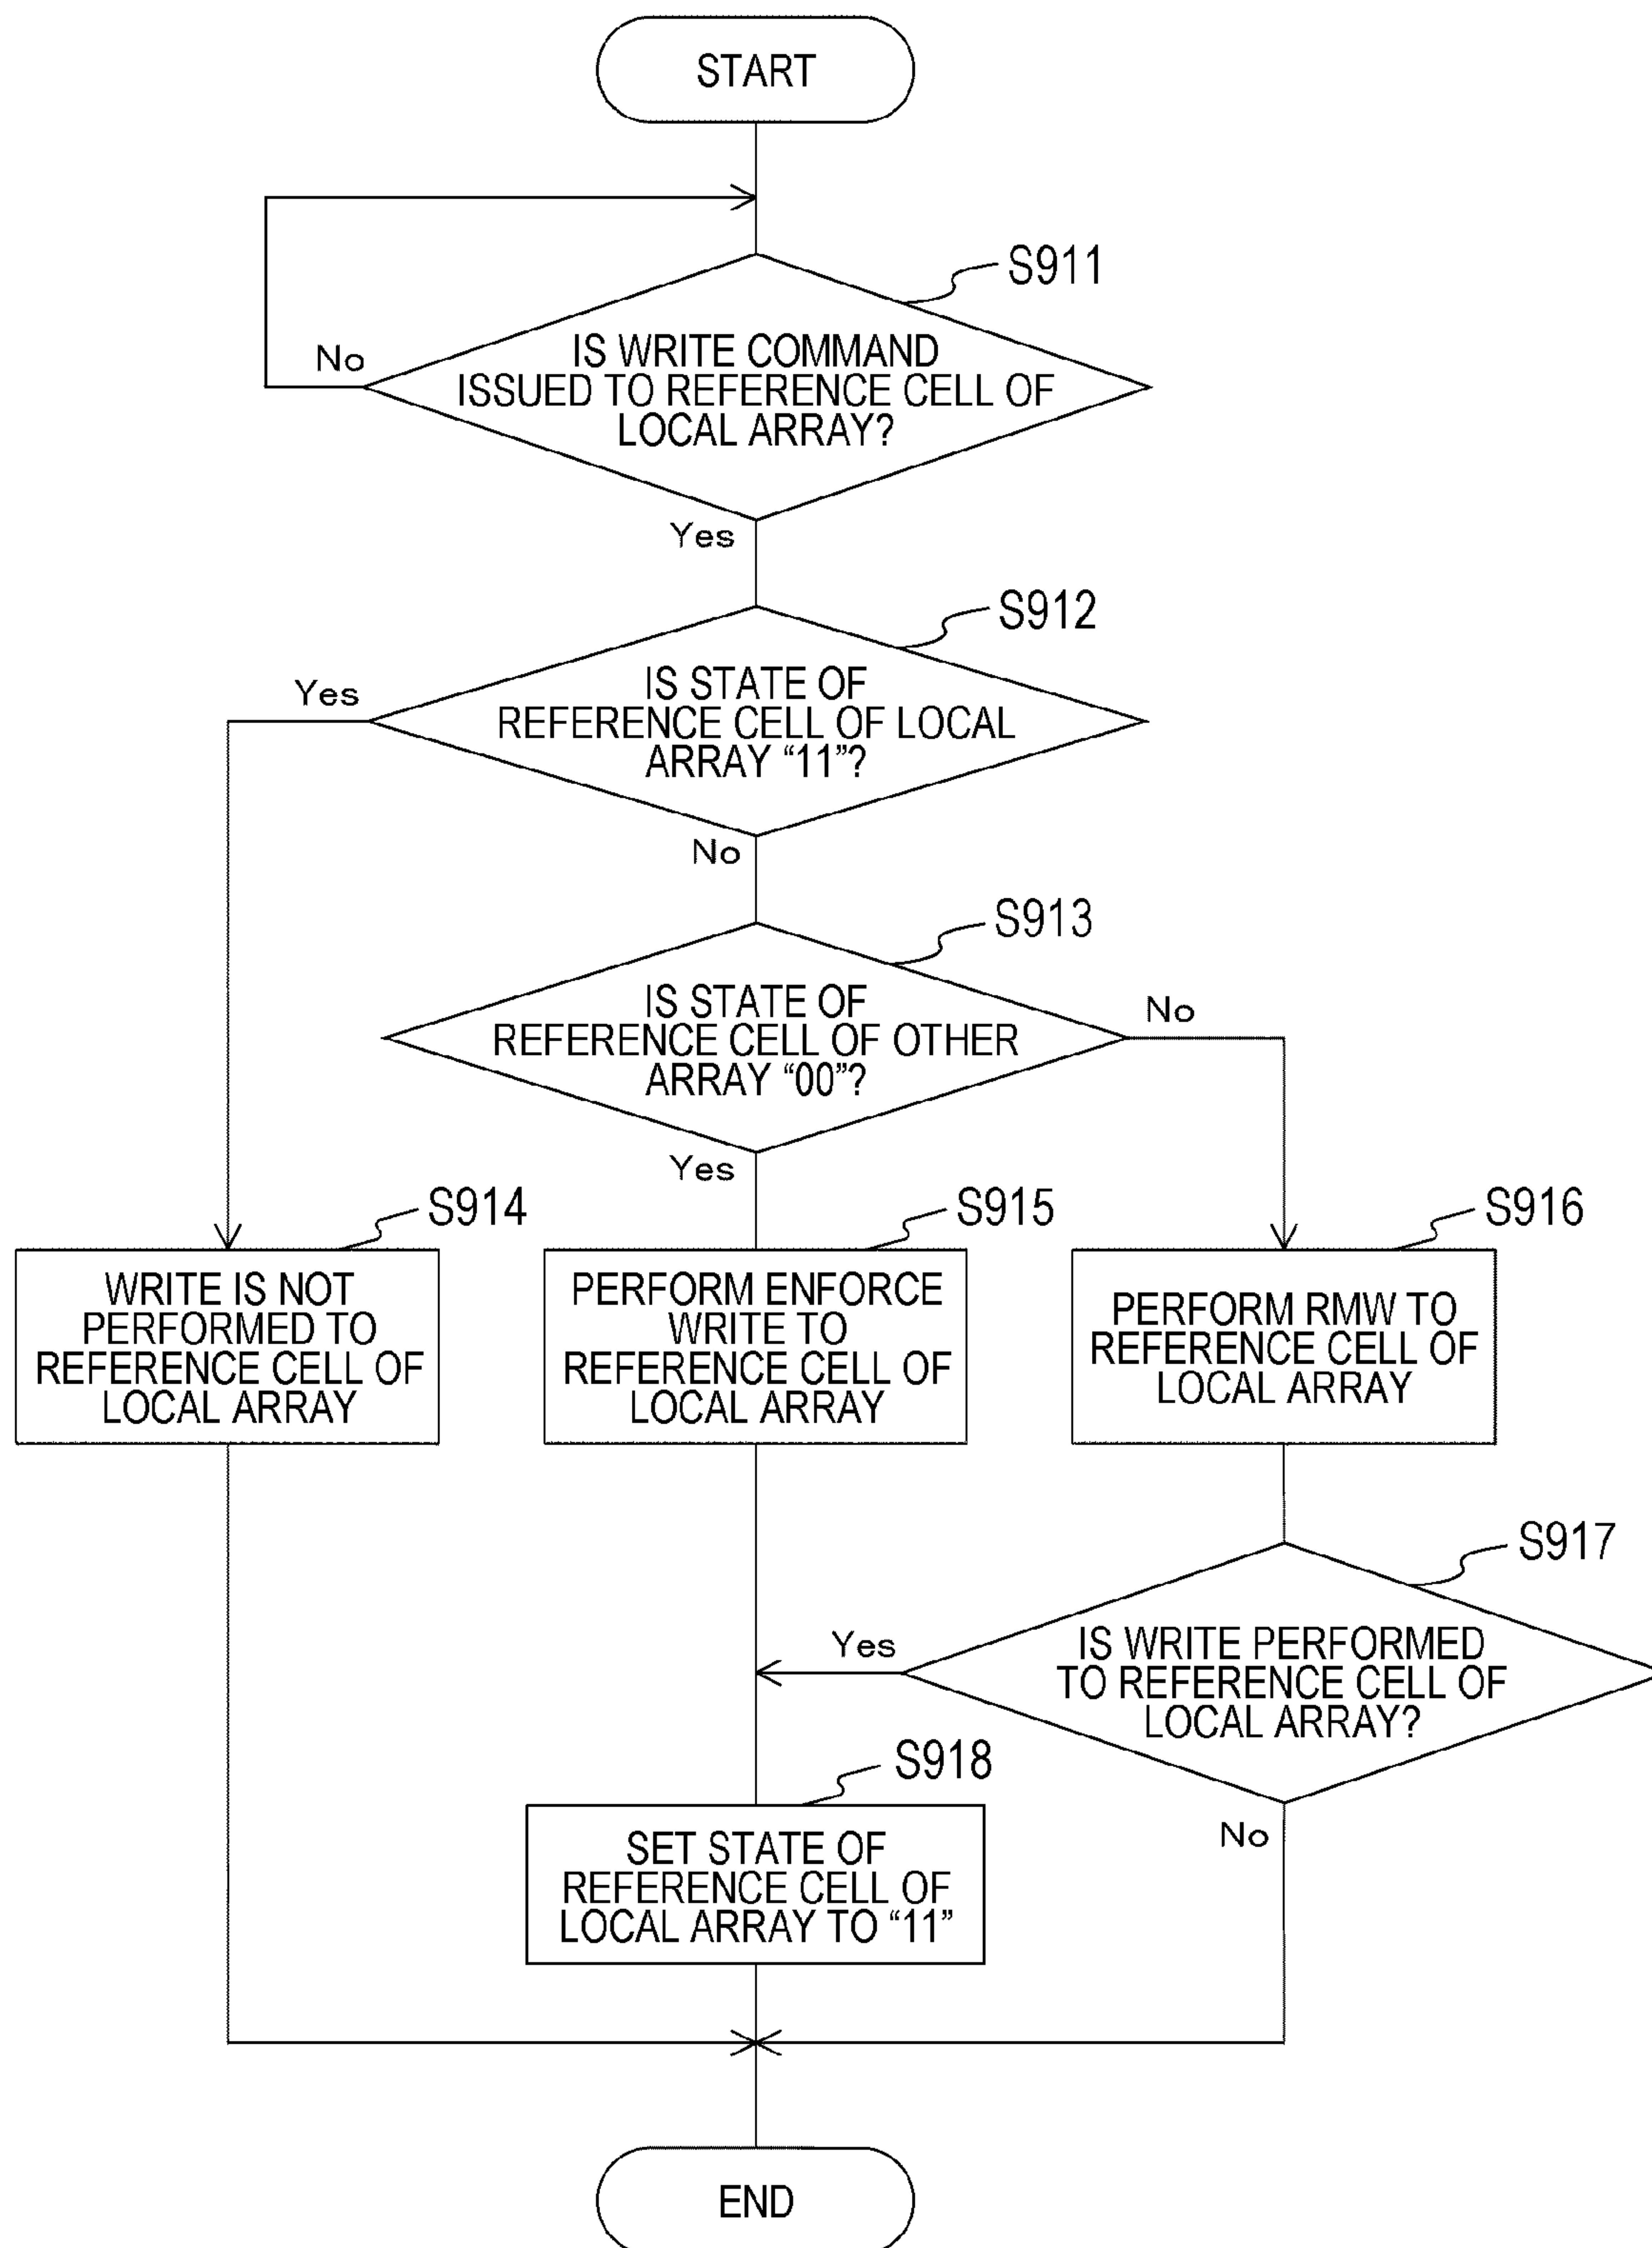 START
S911
No
IS WRITE COMMAND
ISSUED TO REFERENCE CELL OF
LOCAL ARRAY?
Yes
S912
Yes
IS STATE OF
REFERENCE CELL OF LOCAL
ARRAY “11”?
No
S913
IS STATE OF
REFERENCE CELL OF OTHER
ARRAY “00”?
No
Yes
S914
WRITE IS NOT
PERFORMED TO
REFERENCE CELL OF
LOCAL ARRAY
S915
PERFORM ENFORCE
WRITE TO
REFERENCE CELL OF
LOCAL ARRAY
S916
PERFORM RMW TO
REFERENCE CELL OF
LOCAL ARRAY
S917
Yes
IS WRITE PERFORMED
TO REFERENCE CELL OF
LOCAL ARRAY?
No
S918
SET STATE OF
REFERENCE CELL OF
LOCAL ARRAY TO “11”
END